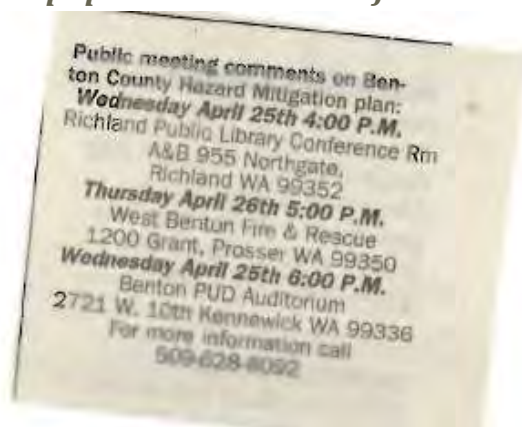 Public meeting comments on Ben-
ton County Hazard Mitigation plan:
Wednesday April 25th 4:00 P.M.
Richland Public Library Conference Rm
A&B 955 Northgate,
Richland WA 99352
Thursday April 26th 5:00 P.M.
West Benton Fire & Rescue
1200 Grant, Prosser WA 99350
Wednesday April 25th 6:00 P.M.
Benton PUD Auditorium
2721 W. 10th Kennewick WA 99336
For more information call
509-628-8092